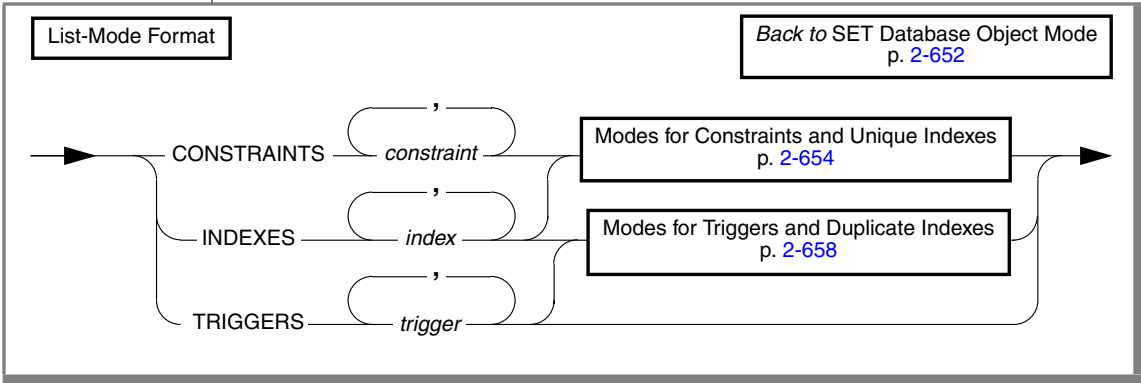 List-Mode Format
Back to SET Database Object Mode
p. 2-652
,
CONSTRAINTS constraint
Modes for Constraints and Unique Indexes
p. 2-654
,
INDEXES index
Modes for Triggers and Duplicate Indexes
p. 2-658
,
TRIGGERS trigger